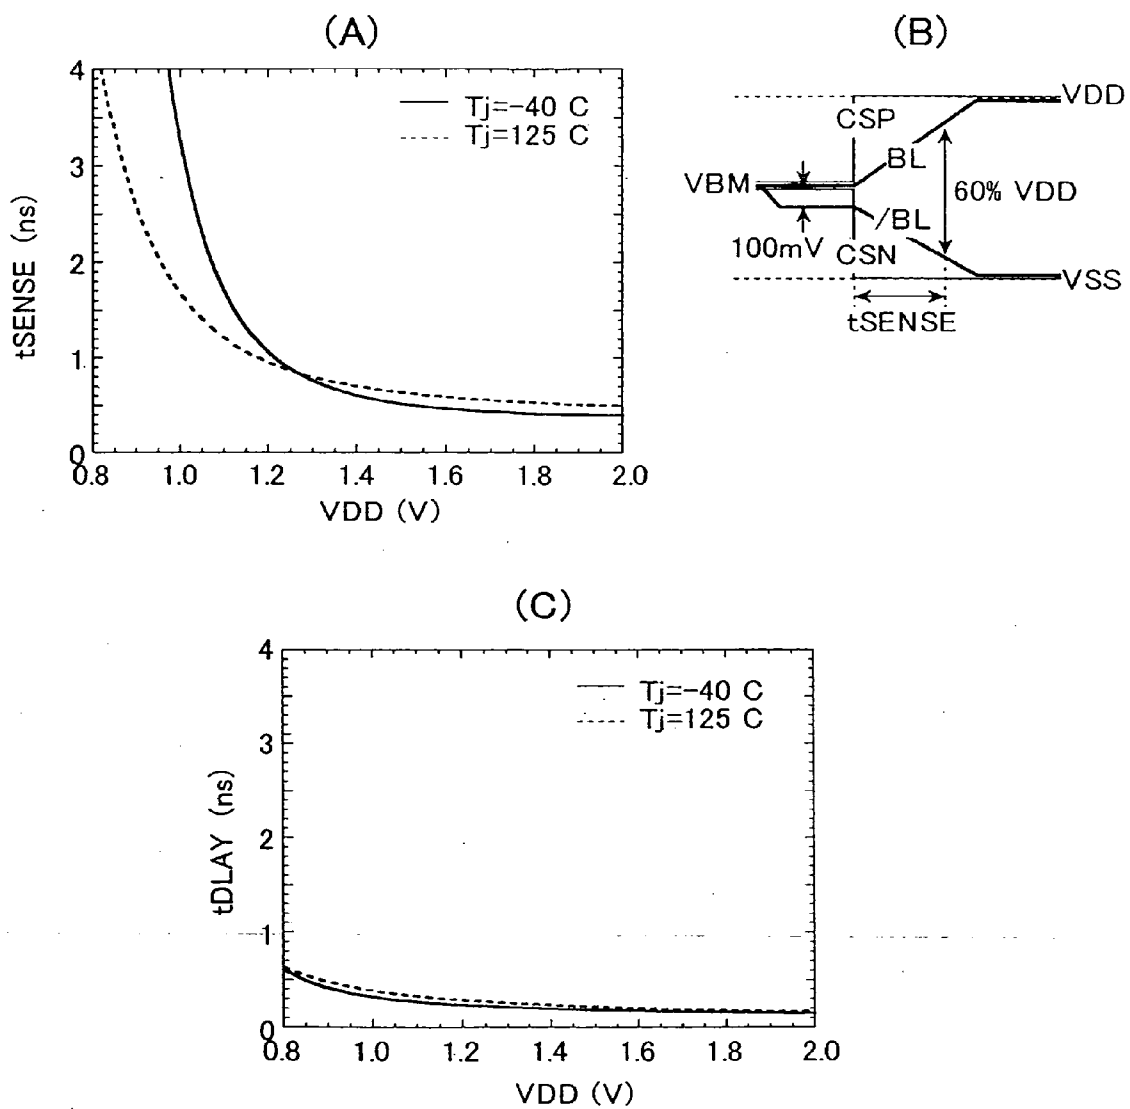 (A)
4
3
2
1
0
tSENSE (ns)
Tj=-40 C
Tj=125 C
0.8 1.0 1.2 1.4 1.6 1.8 2.0
VDD (V)
(B)
VDD
CSP
BL
VBM
60% VDD
/BL
100mV
CSN
VSS
tSENSE
(C)
4
3
2
1
0
tDLAY (ns)
Tj=-40 C
Tj=125 C
0.8 1.0 1.2 1.4 1.6 1.8 2.0
VDD (V)